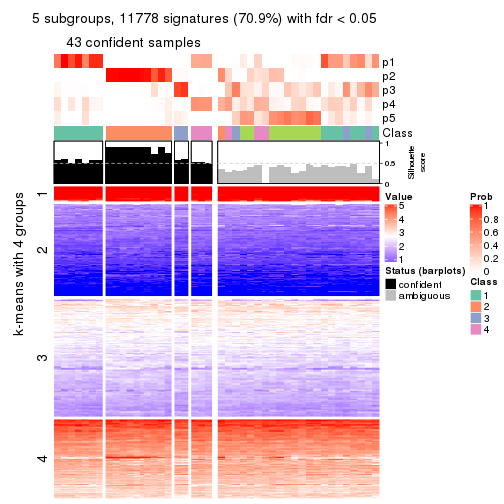 5 subgroups, 11778 signatures (70.9%) with fdr < 0.05
43 confident samples
p1
p2
p3
p4
p5
Class
1
0.5
0
Silhouette
score
k-means with 4 groups
1
2
3
4
Value
5
4
3
2
1
Status (barplots)
confident
ambiguous
Prob
1
0.8
0.6
0.4
0.2
0
Class
1
2
3
4